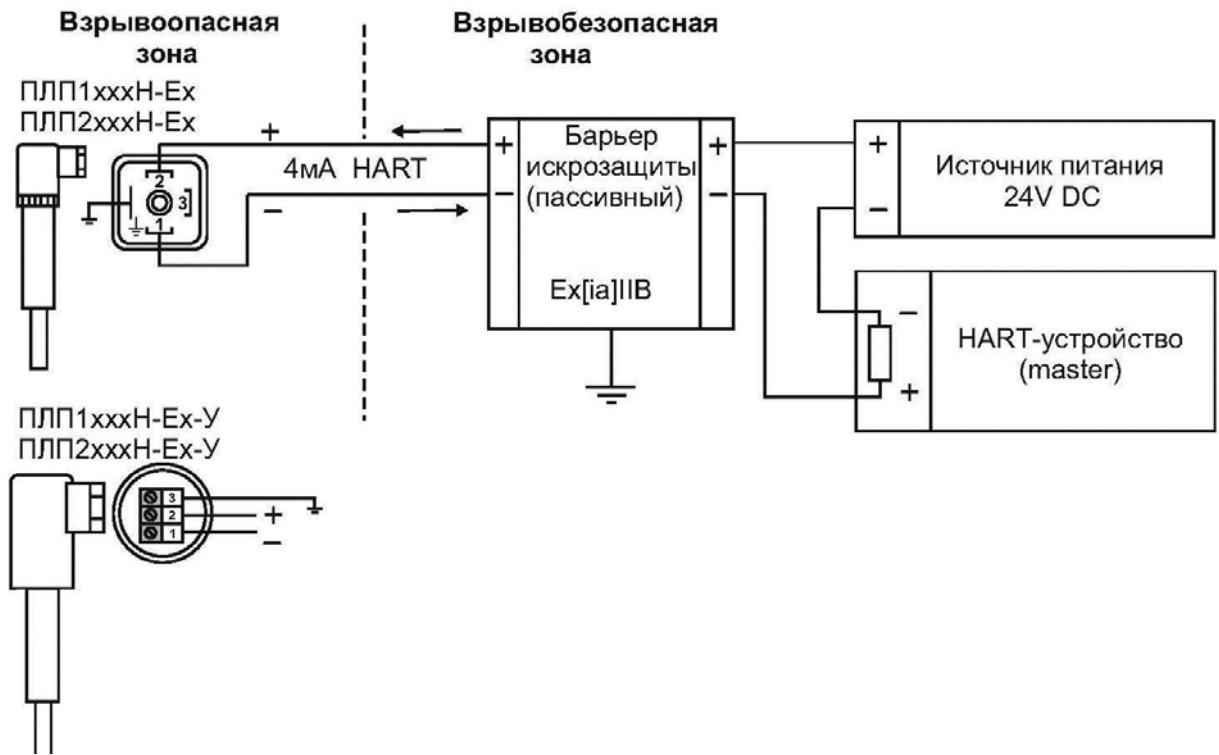 Взрывоопасная
зона
Взрывобезопасная
зона
ПЛП1xxxН-Ex
ПЛП2xxxН-Ex
+
4мА HART
−
2
3
1
+
−
Барьер
искрозащиты
(пассивный)
Ex[ia]IIB
+
−
+
−
Источник питания
24V DC
−
+
HART-устройство
(master)
ПЛП1xxxН-Ex-У
ПЛП2xxxН-Ex-У
3
2 +
1 −